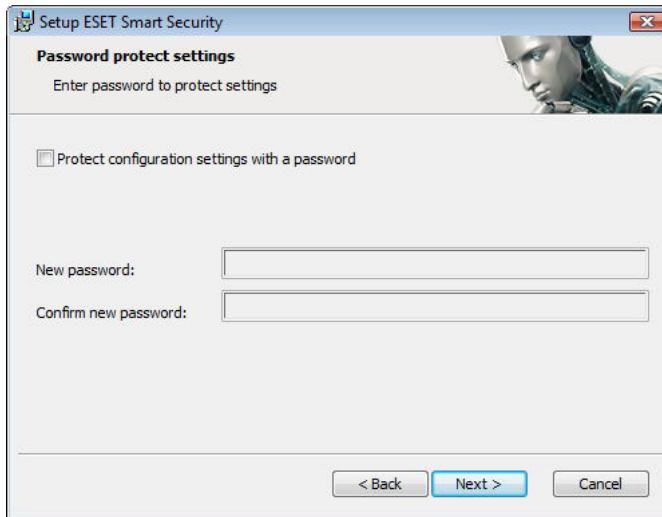 Setup ESET Smart Security
Password protect settings
Enter password to protect settings
Protect configuration settings with a password
New password:
Confirm new password:
< Back Next > Cancel